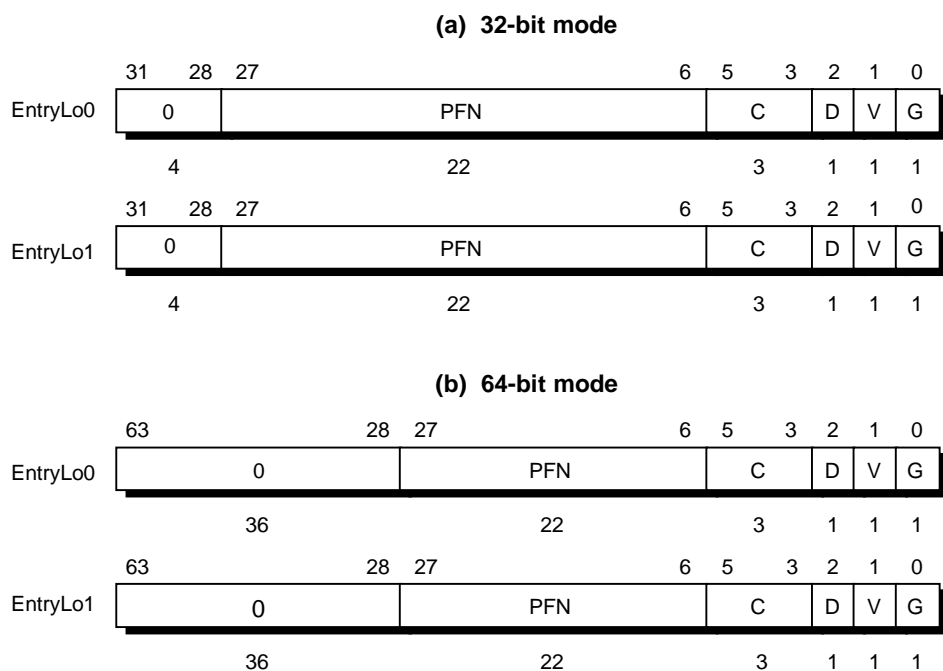 (a) 32-bit mode
31 28 27 6 5 3 2 1 0
EntryLo0 0 PFN C D V G
4 22 3 1 1 1
31 28 27 6 5 3 2 1 0
EntryLo1 0 PFN C D V G
4 22 3 1 1 1
(b) 64-bit mode
63 28 27 6 5 3 2 1 0
EntryLo0 0 PFN C D V G
36 22 3 1 1 1
63 28 27 6 5 3 2 1 0
EntryLo1 0 PFN C D V G
36 22 3 1 1 1